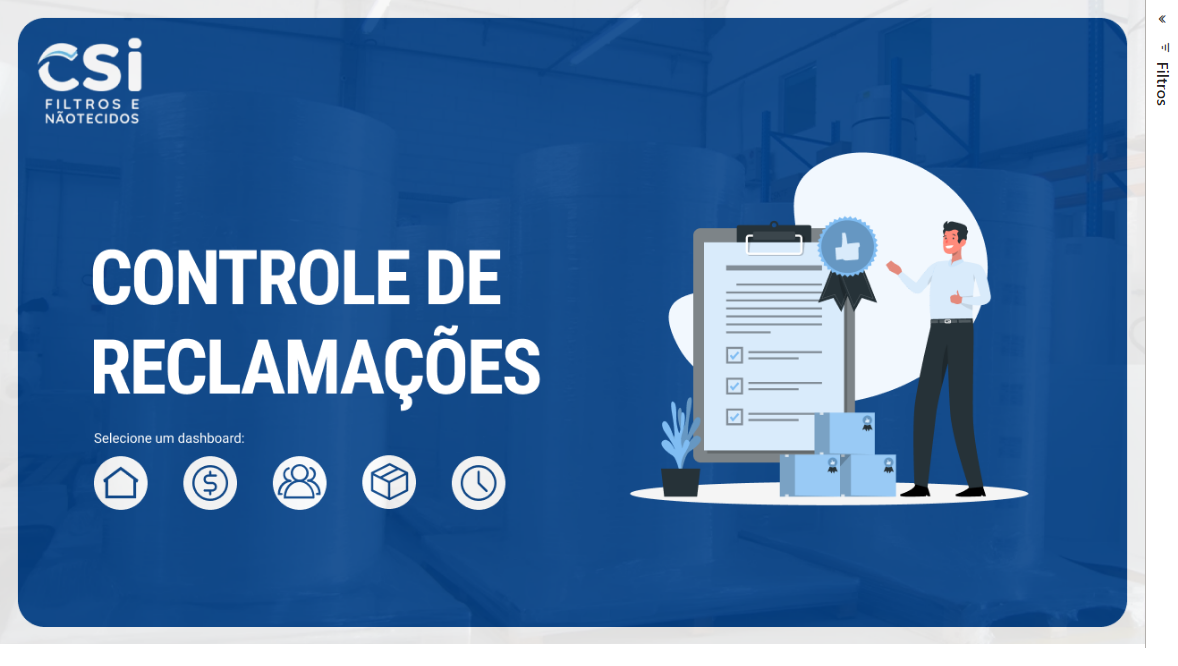 CSi
FILTROS E
NÃOTECIDOS
CONTROLE DE
RECLAMAÇÕES
Selecione um dashboard:
Filtros